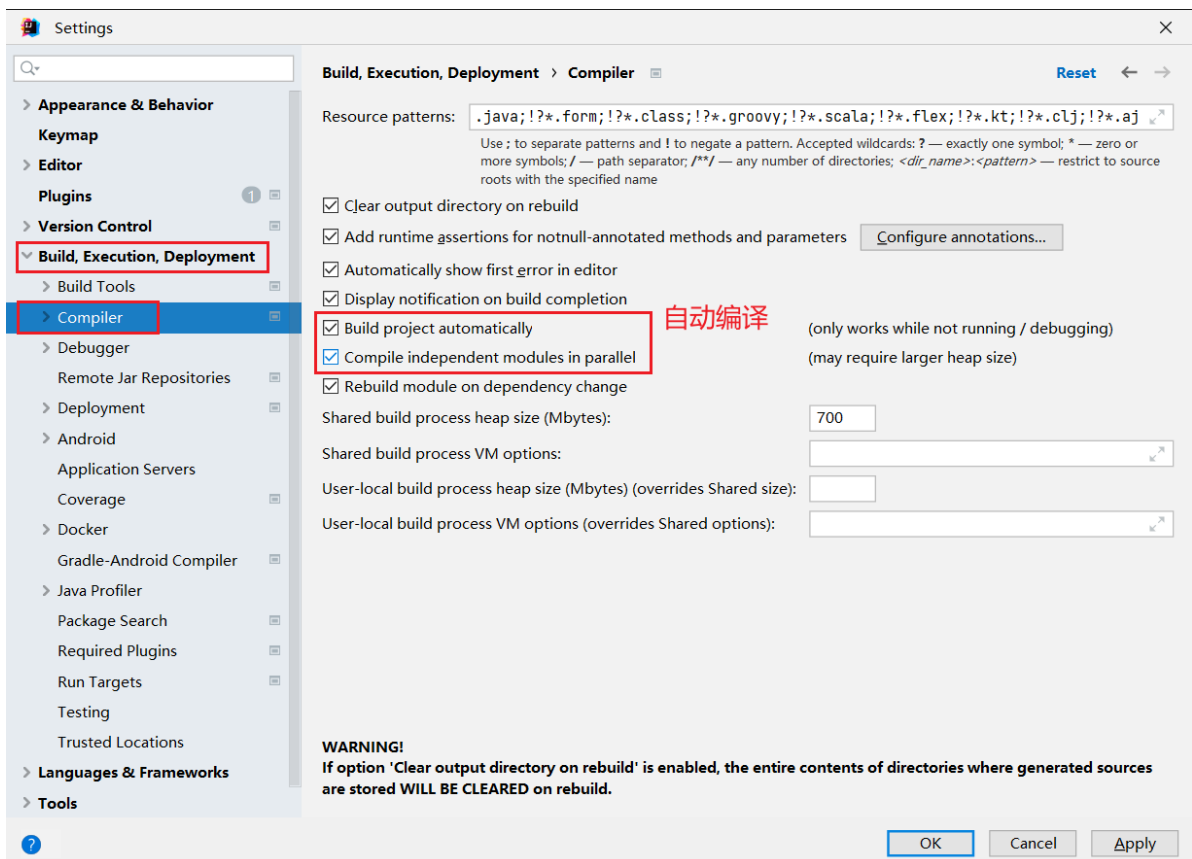 Settings
Build, Execution, Deployment › Compiler
Reset
Appearance & Behavior
Keymap
Editor
Plugins
1
Version Control
Build, Execution, Deployment
Build Tools
Compiler
Debugger
Remote Jar Repositories
Deployment
Android
Application Servers
Coverage
Docker
Gradle-Android Compiler
Java Profiler
Package Search
Required Plugins
Run Targets
Testing
Trusted Locations
Languages & Frameworks
Tools
Resource patterns: .java;!?*.form;!?*.class;!?*.groovy;!?*.scala;!?*.flex;!?*.kt;!?*.clj;!?*.aj
Use ; to separate patterns and ! to negate a pattern. Accepted wildcards: ? — exactly one symbol; * — zero or
more symbols; / — path separator; /**/ — any number of directories; <dir_name>:<pattern> — restrict to source
roots with the specified name
Clear output directory on rebuild
Add runtime assertions for notnull-annotated methods and parameters Configure annotations...
Automatically show first error in editor
Display notification on build completion
Build project automatically 自动编译 (only works while not running / debugging)
Compile independent modules in parallel (may require larger heap size)
Rebuild module on dependency change
Shared build process heap size (Mbytes): 700
Shared build process VM options:
User-local build process heap size (Mbytes) (overrides Shared size):
User-local build process VM options (overrides Shared options):
WARNING!
If option 'Clear output directory on rebuild' is enabled, the entire contents of directories where generated sources
are stored WILL BE CLEARED on rebuild.
?
OK Cancel Apply